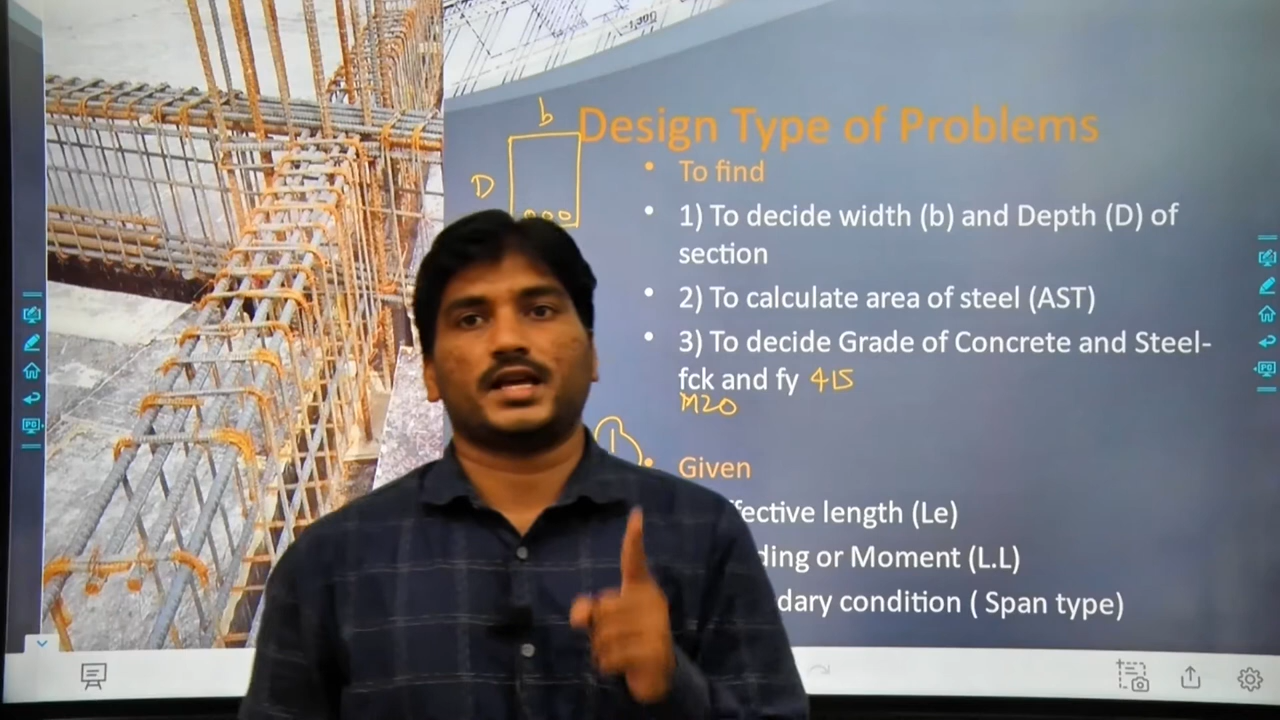 1,300
b
Design Type of Problems
D
• To find
• 1) To decide width (b) and Depth (D) of
section
• 2) To calculate area of steel (AST)
• 3) To decide Grade of Concrete and Steel-
fck and fy 415
M20
1
• Given
ffective length (Le)
ding or Moment (L.L)
dary condition ( Span type)